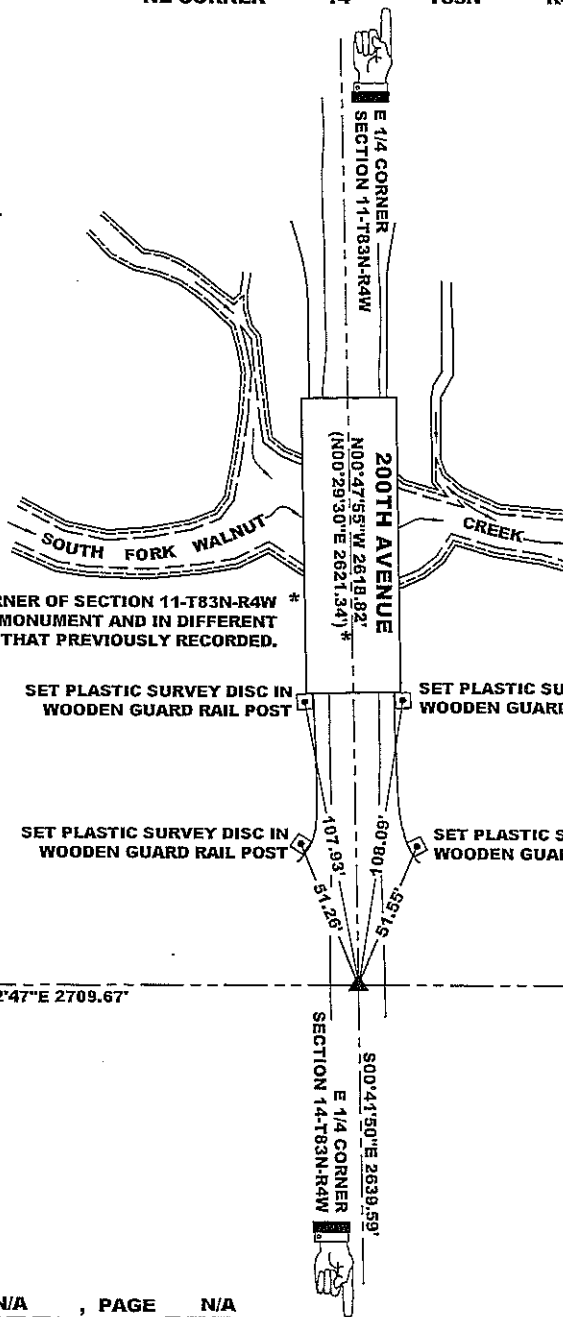 NE CORNER 14 T83N
E 1/4 CORNER
SECTION 11-T83N-R4W
200TH AVENUE
N00°47'55"W 2618.82'
(N00°29'30"E 2621.34') *
SOUTH FORK WALNUT
CREEK
RNER OF SECTION 11-T83N-R4W *
MONUMENT AND IN DIFFERENT
THAT PREVIOUSLY RECORDED.
SET PLASTIC SURVEY DISC IN
WOODEN GUARD RAIL POST
SET PLASTIC SU
WOODEN GUARD
107.93'
108.09'
SET PLASTIC SURVEY DISC IN
WOODEN GUARD RAIL POST
SET PLASTIC S
WOODEN GUA
51.26'
51.55'
2'47"E 2709.67'
S00°41'50"E 2639.59'
E 1/4 CORNER
SECTION 14-T83N-R4W
N/A , PAGE N/A